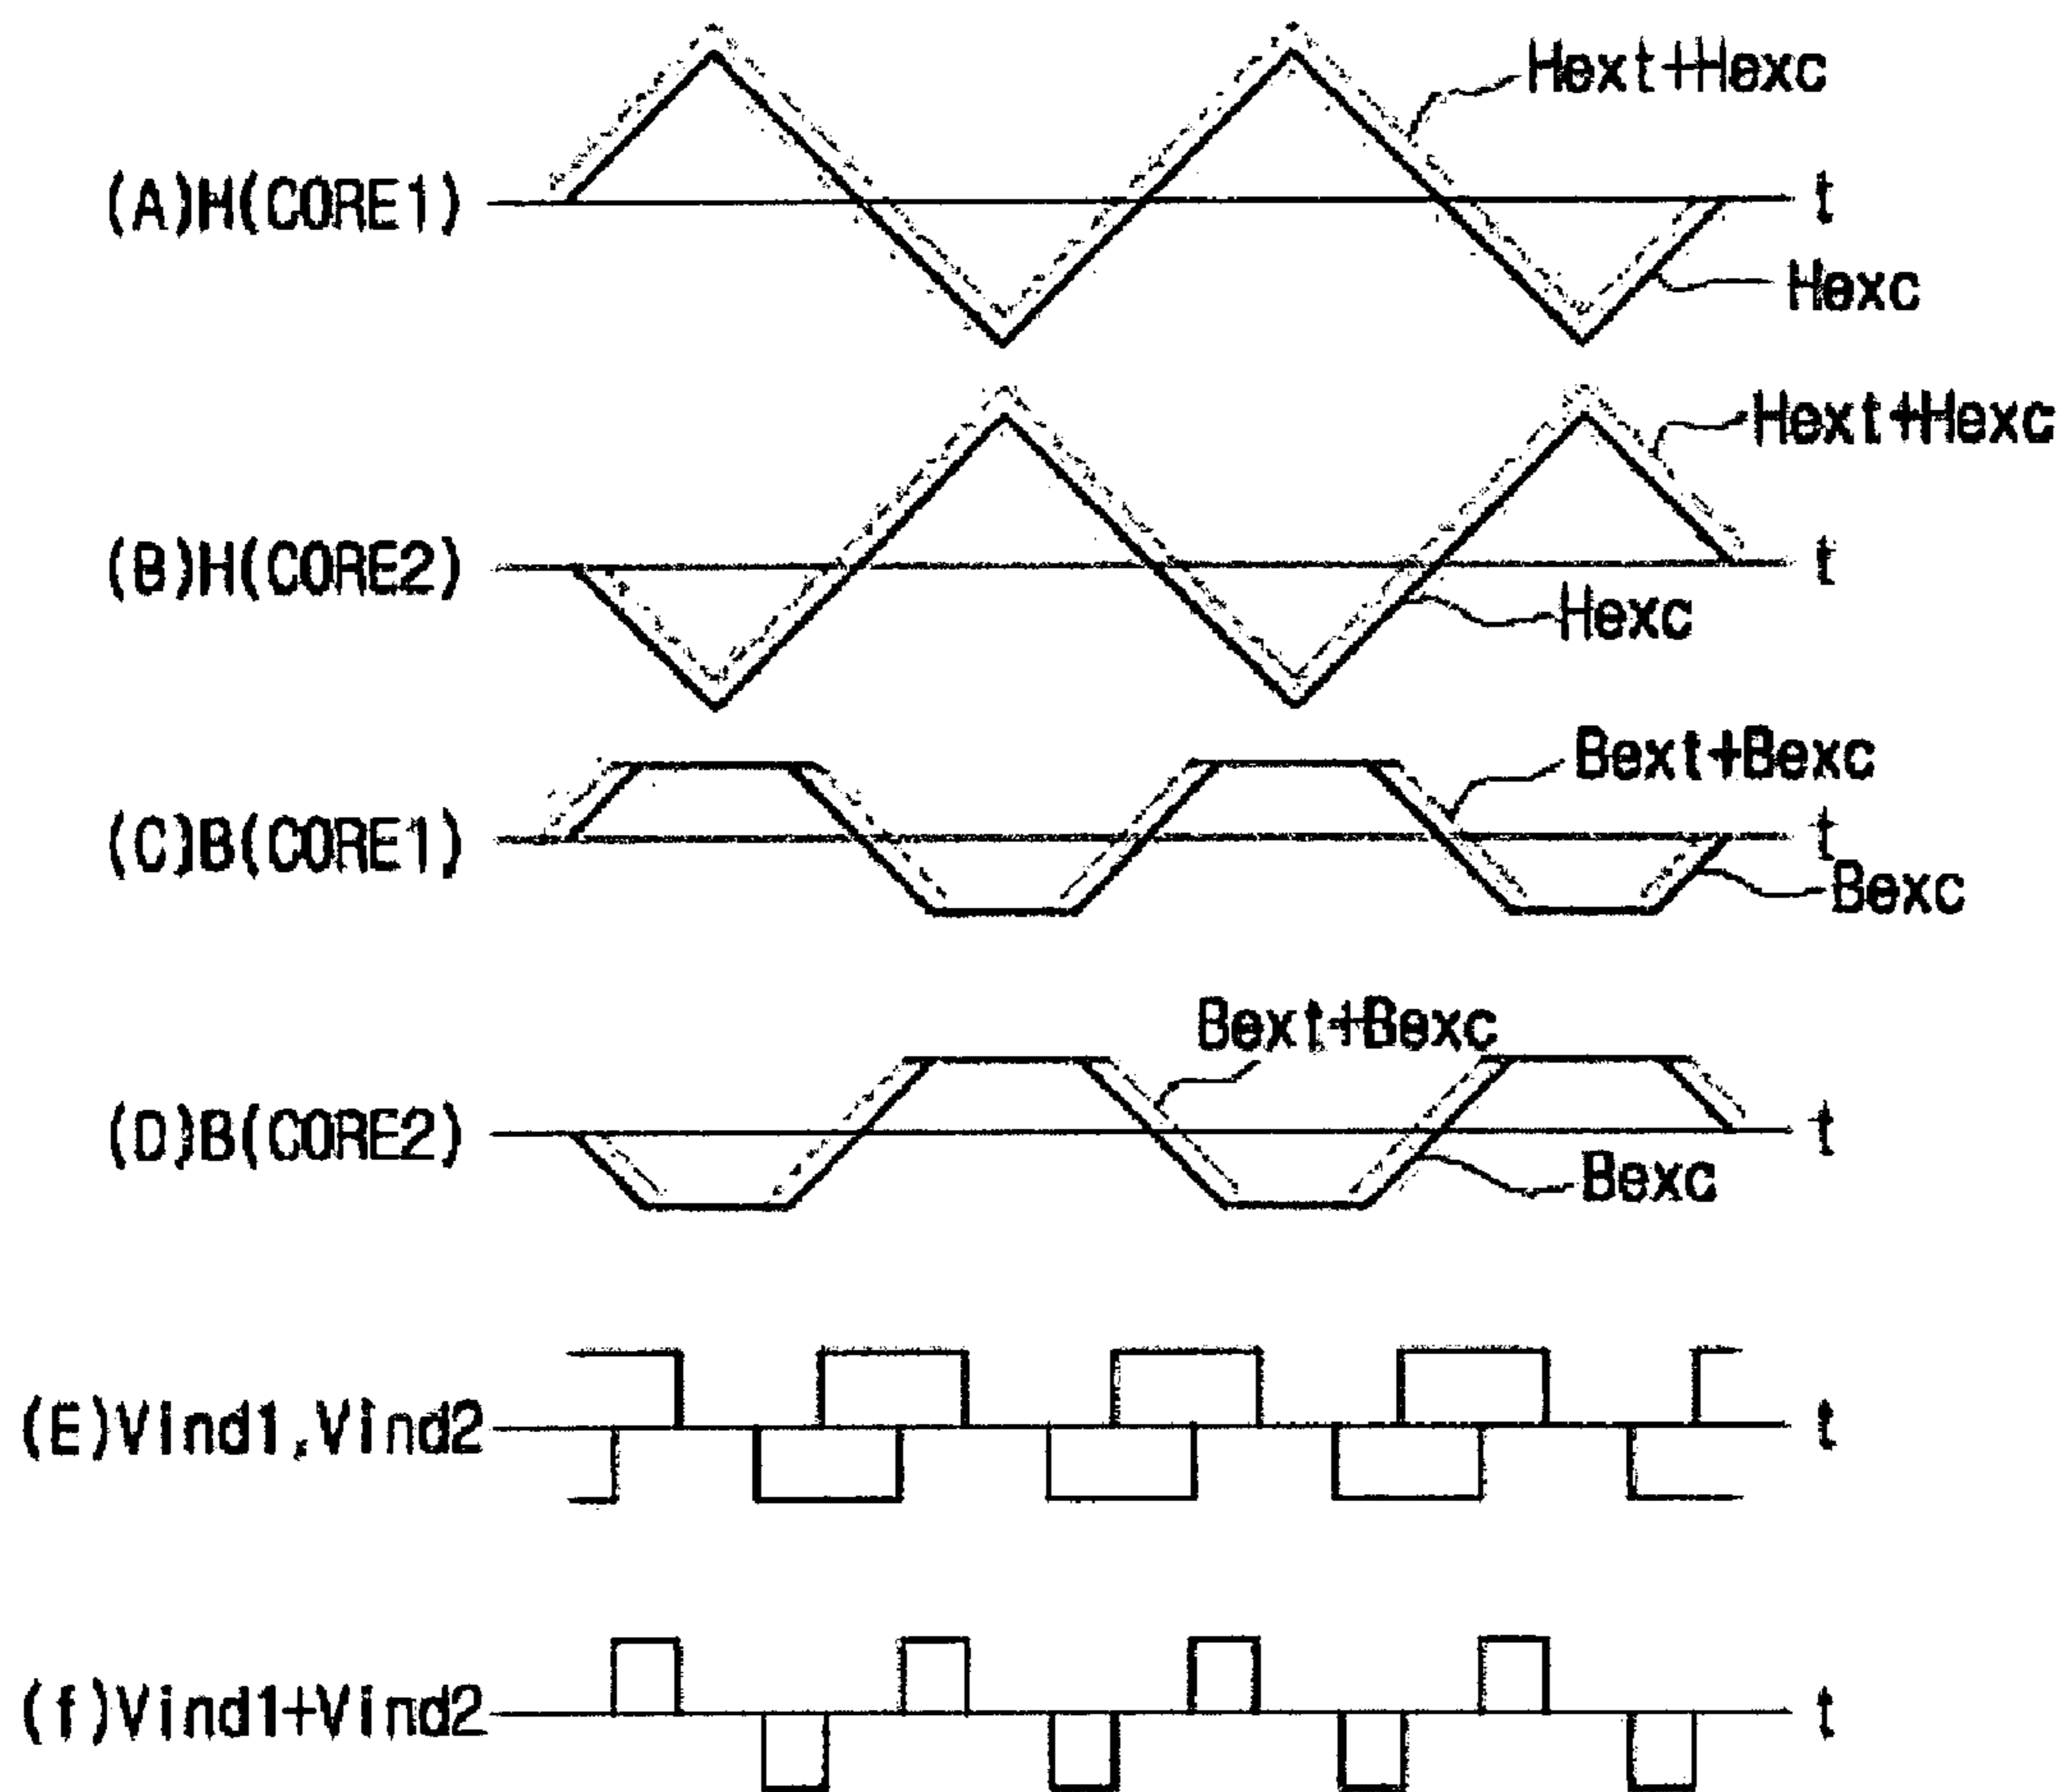 Hext+Hexc
(A)H(CORE1)
t
Hexc
Hext+Hexc
(B)H(CORE2)
t
Hexc
Bext+Bexc
(C)B(CORE1)
t
Bexc
Bext+Bexc
(D)B(CORE2)
t
Bexc
(E)Vind1,Vind2
t
(f)Vind1+Vind2
t